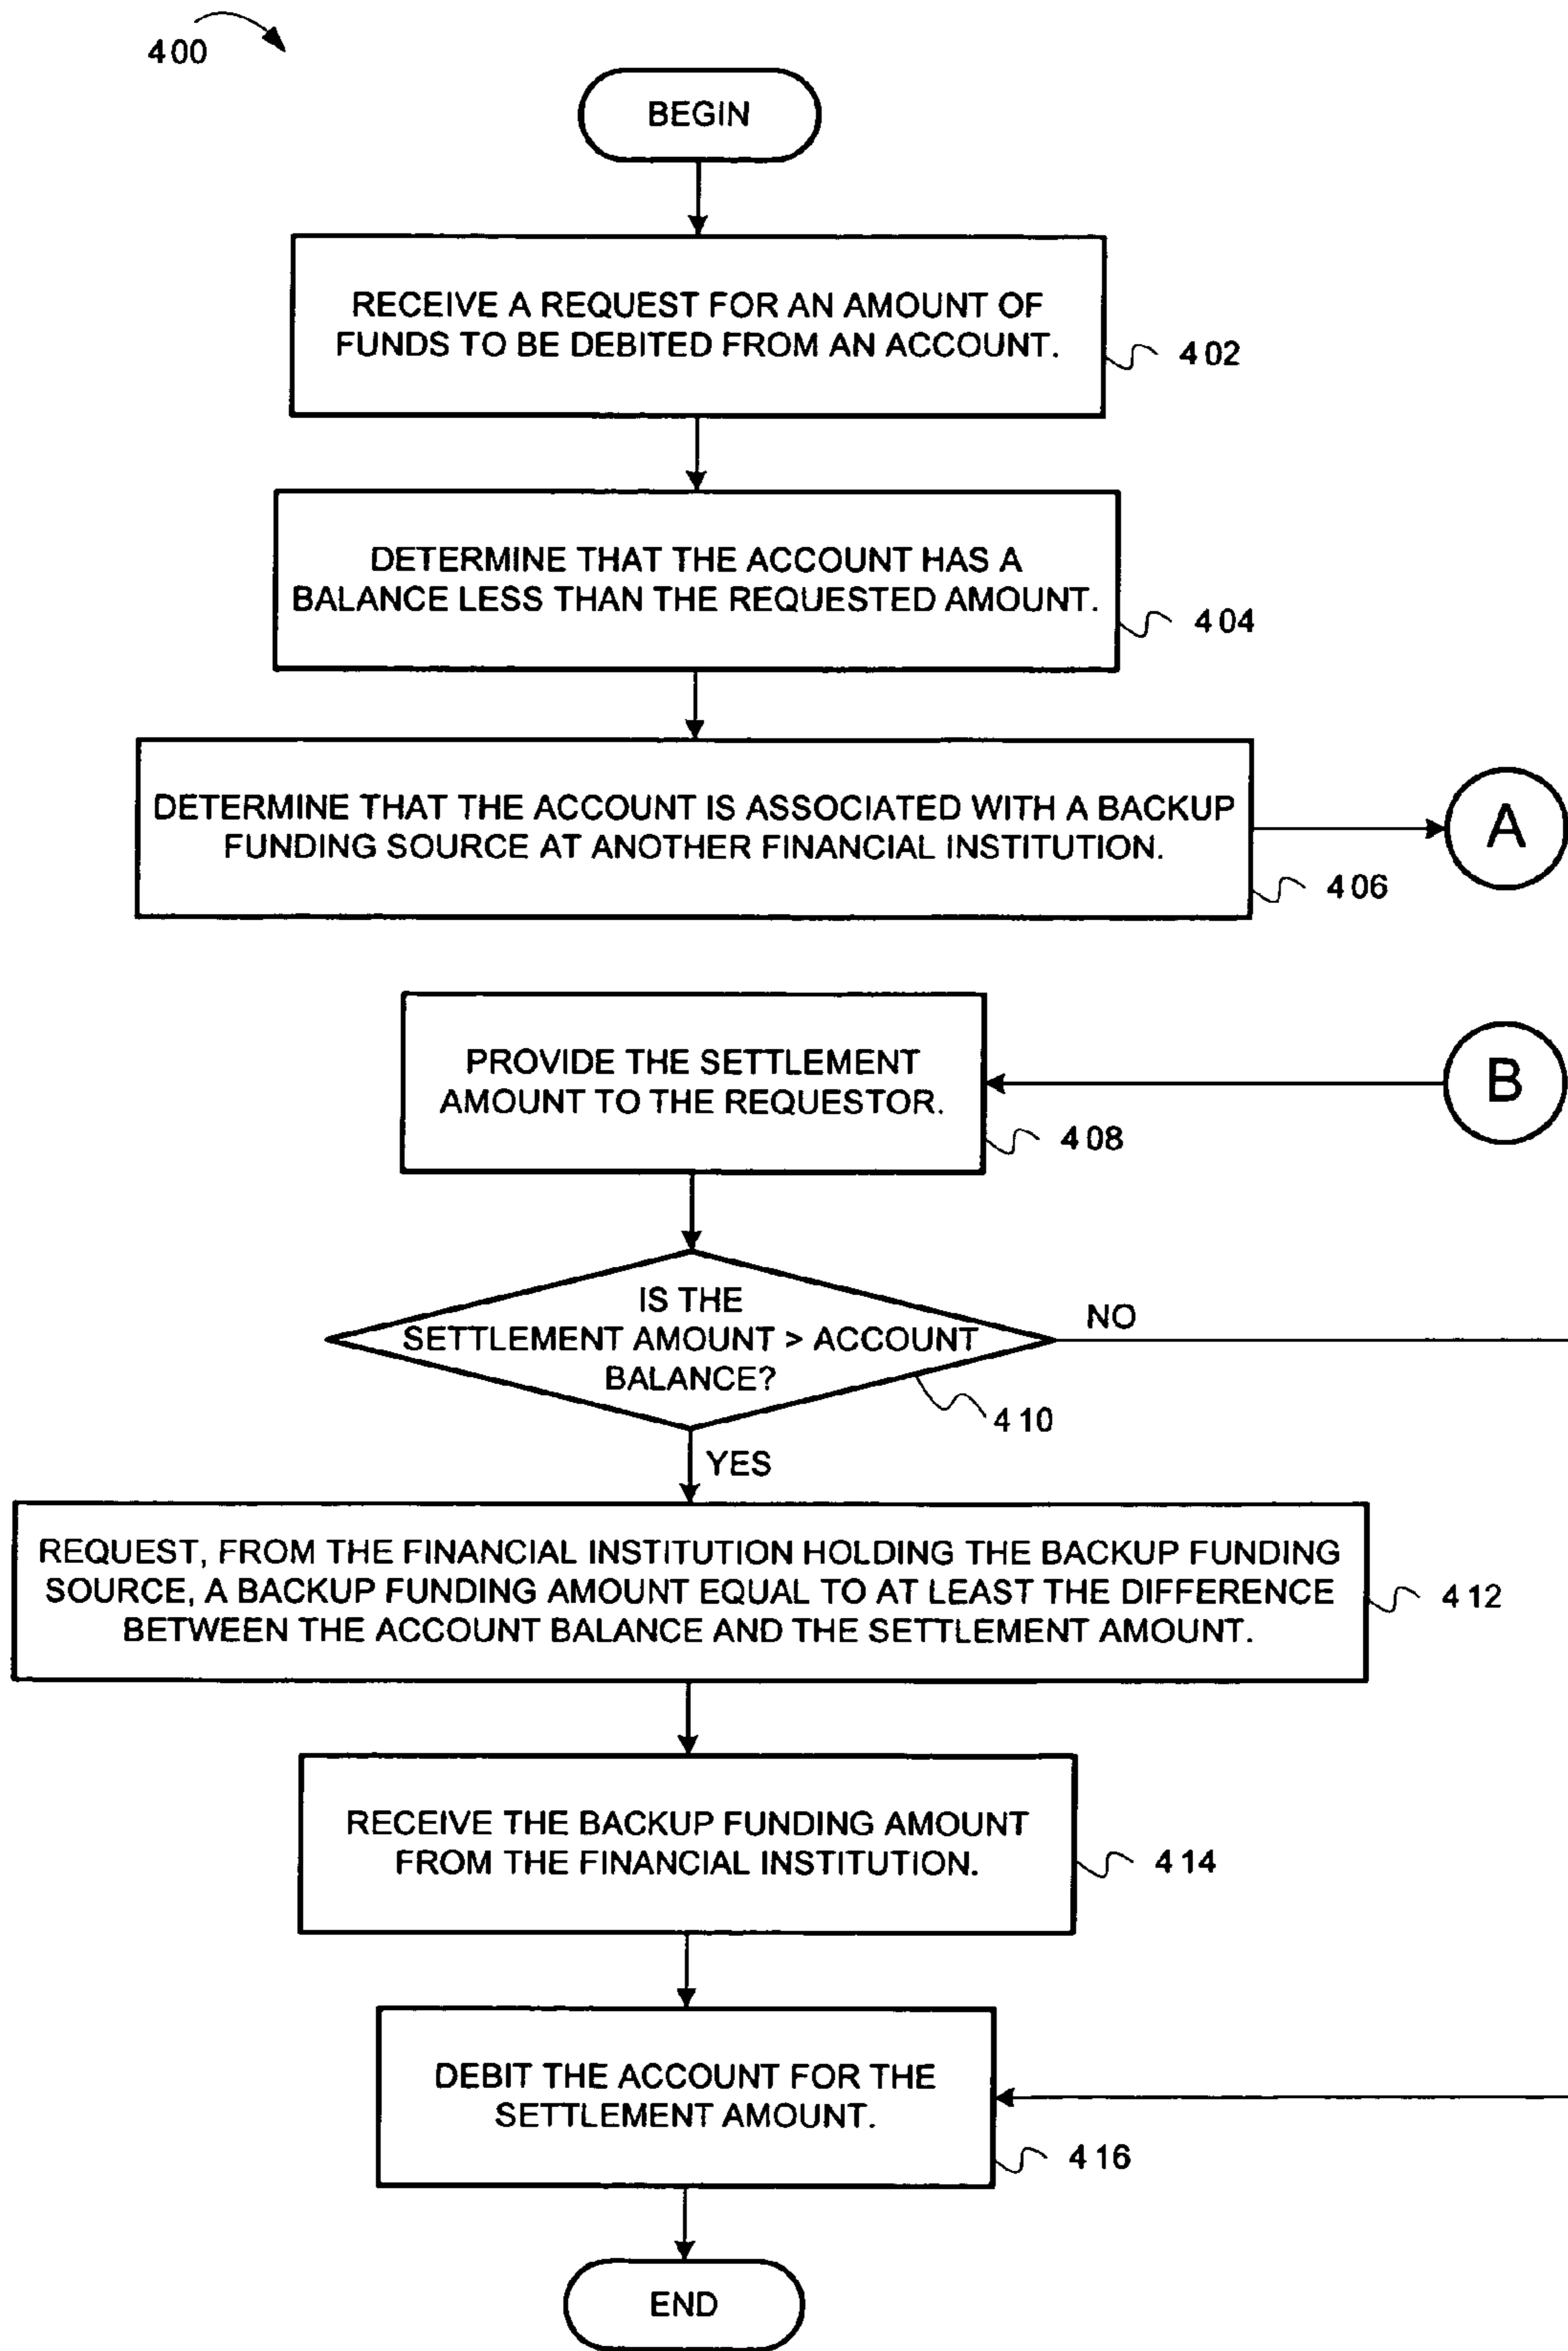 400
BEGIN
RECEIVE A REQUEST FOR AN AMOUNT OF
FUNDS TO BE DEBITED FROM AN ACCOUNT.
402
DETERMINE THAT THE ACCOUNT HAS A
BALANCE LESS THAN THE REQUESTED AMOUNT.
404
DETERMINE THAT THE ACCOUNT IS ASSOCIATED WITH A BACKUP
FUNDING SOURCE AT ANOTHER FINANCIAL INSTITUTION.
406
A
PROVIDE THE SETTLEMENT
AMOUNT TO THE REQUESTOR.
408
B
IS THE
SETTLEMENT AMOUNT > ACCOUNT
BALANCE?
NO
410
YES
REQUEST, FROM THE FINANCIAL INSTITUTION HOLDING THE BACKUP FUNDING
SOURCE, A BACKUP FUNDING AMOUNT EQUAL TO AT LEAST THE DIFFERENCE
BETWEEN THE ACCOUNT BALANCE AND THE SETTLEMENT AMOUNT.
412
RECEIVE THE BACKUP FUNDING AMOUNT
FROM THE FINANCIAL INSTITUTION.
414
DEBIT THE ACCOUNT FOR THE
SETTLEMENT AMOUNT.
416
END